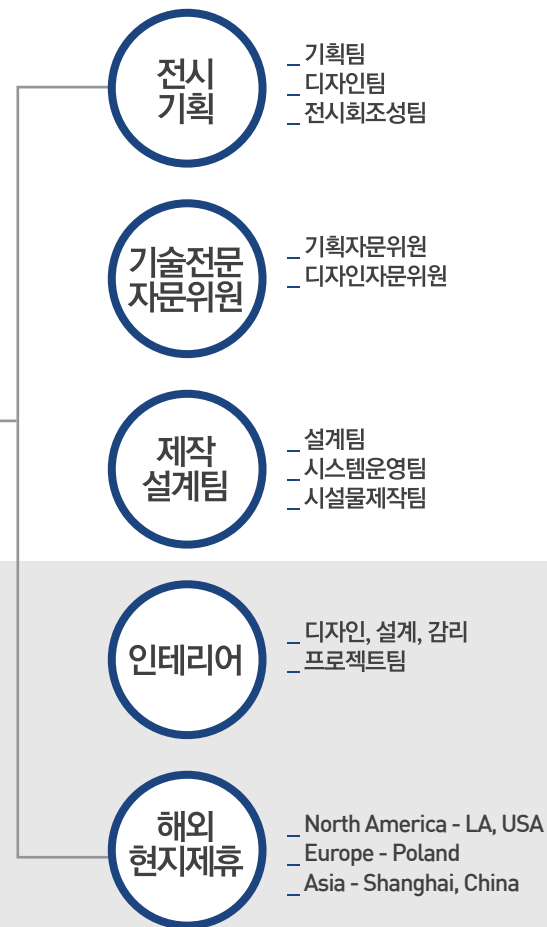 전시
기획
_ 기획팀
_ 디자인팀
_ 전시회조성팀
기술전문
자문위원
_ 기획자문위원
_ 디자인자문위원
제작
설계팀
_ 설계팀
_ 시스템운영팀
_ 시설물제작팀
인테리어
_ 디자인, 설계, 감리
_ 프로젝트팀
해외
현지제휴
_ North America - LA, USA
_ Europe - Poland
_ Asia - Shanghai, China